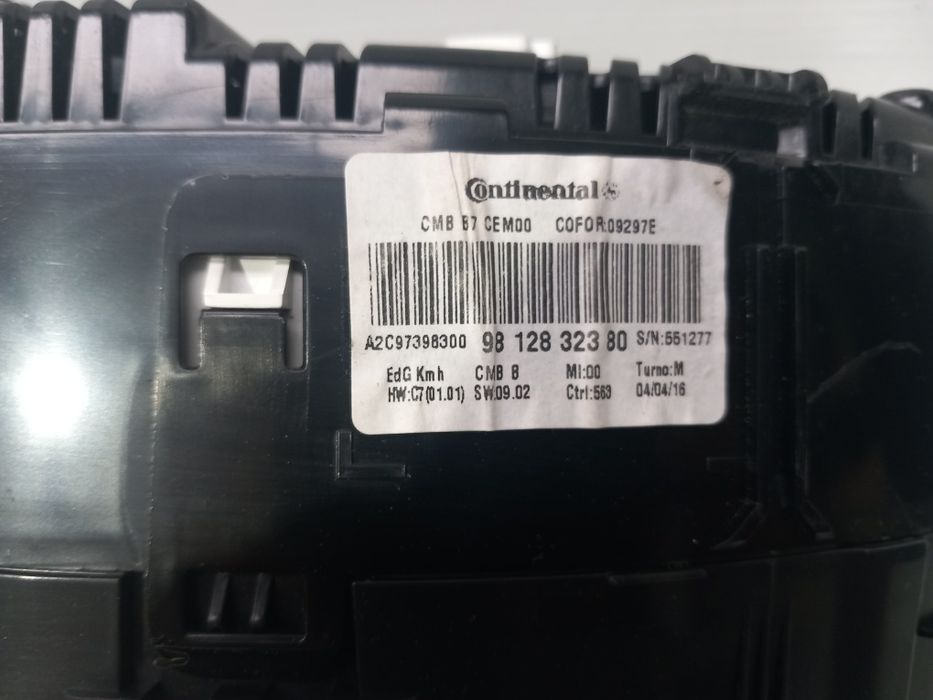 Continental
CMB B7 CEM00 COFOR:09297E
A2C97398300 98 128 323 80 S/N:551277
EdG Kmh CMB B MI:00 Turno:M
HW:C7(01.01) SW:09.02 Ctrl:563 04/04/16